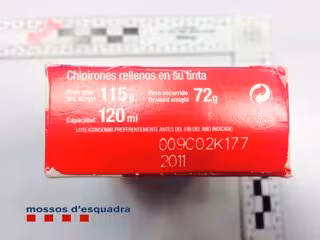 Chipirones rellenos en su tinta
Peso neto
Net weight 115g
Peso escurrido
Drained weight 72g
Capacidad 120 ml
LOTE/CONSUMO PREFERENTEMENTE ANTES DEL FIN DEL AÑO INDICADO
009C02K177
2011
mossos d'esquadra